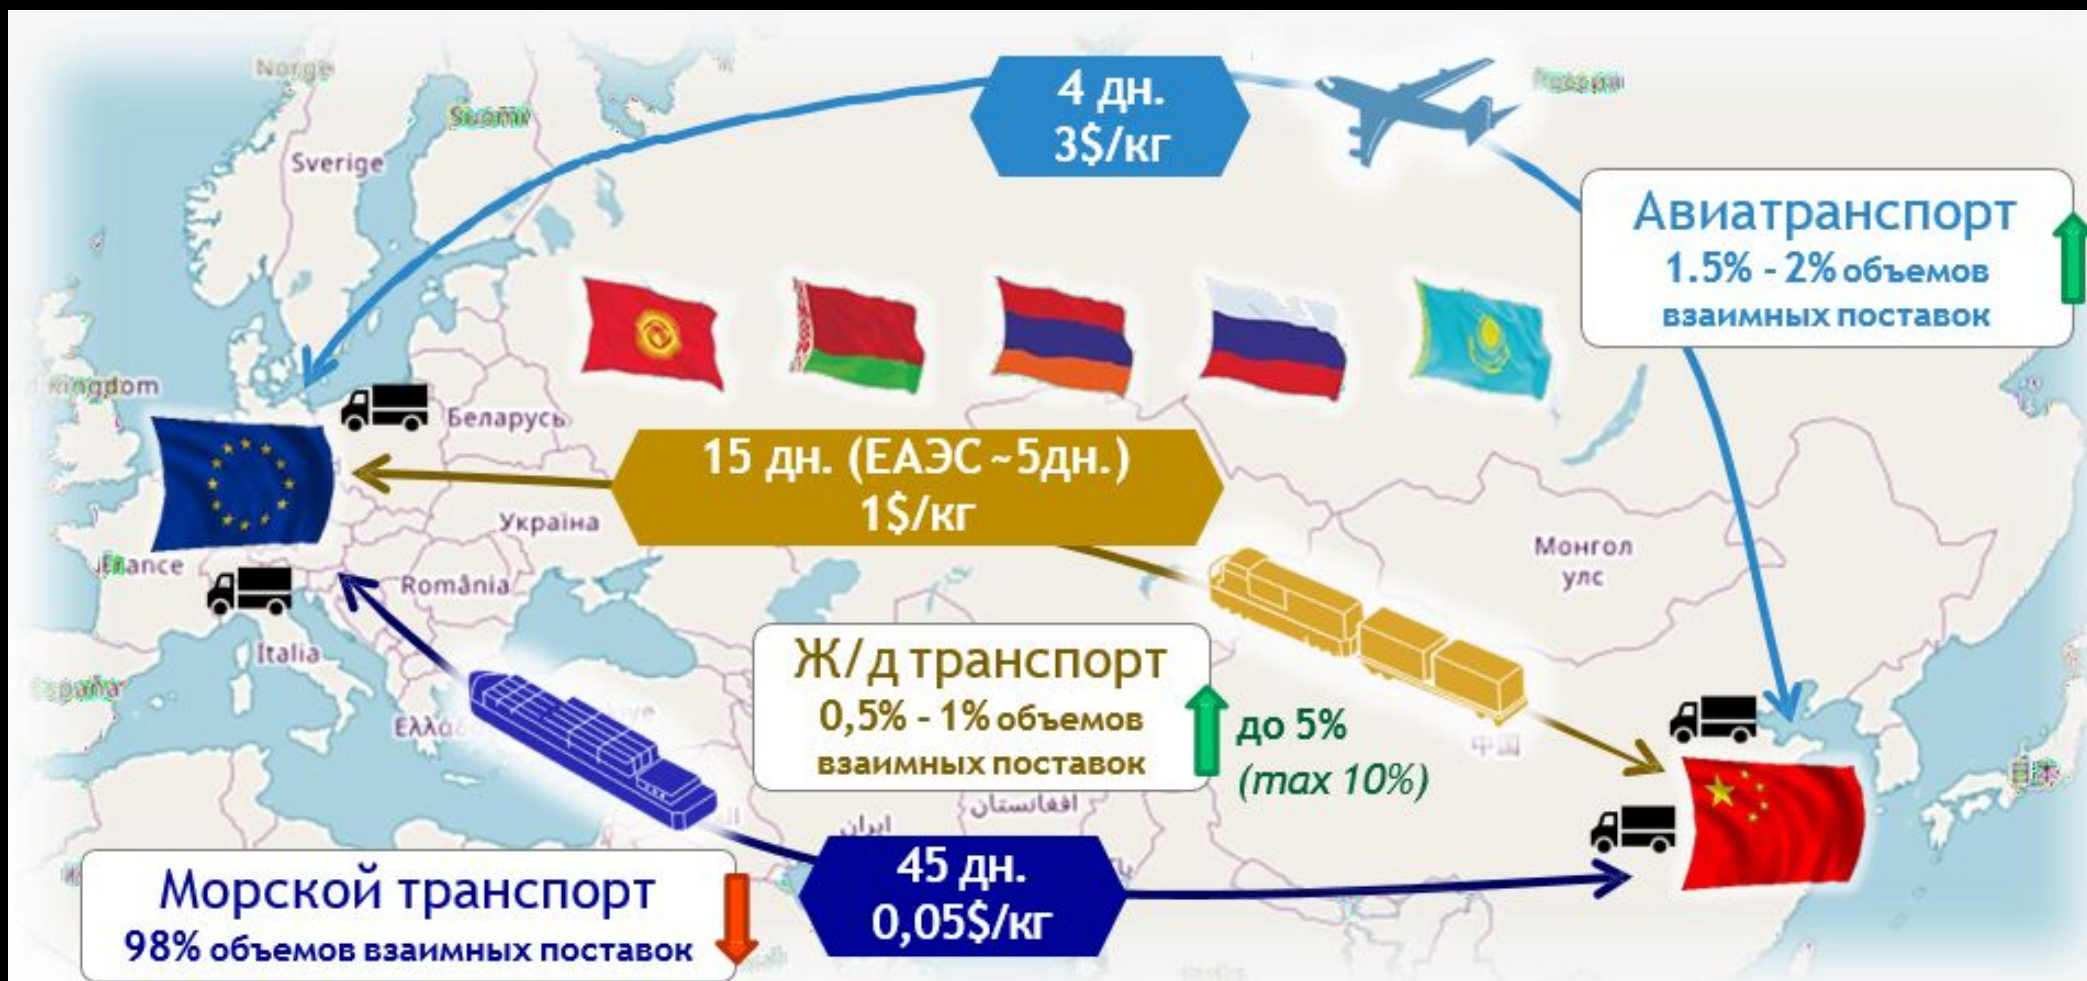 Norge
Suomi
Sverige
4 дн.
3$/кг
Россия
Авиатранспорт
1.5% - 2% объемов
взаимных поставок
kingdom
Беларусь
15 дн. (ЕАЭС ~5дн.)
1$/кг
Україна
France
România
Монгол
улс
Italia
España
Ж/д транспорт
0,5% - 1% объемов
взаимных поставок
до 5%
(max 10%)
中国
افغانستان
ایران
Морской транспорт
98% объемов взаимных поставок
45 дн.
0,05$/кг